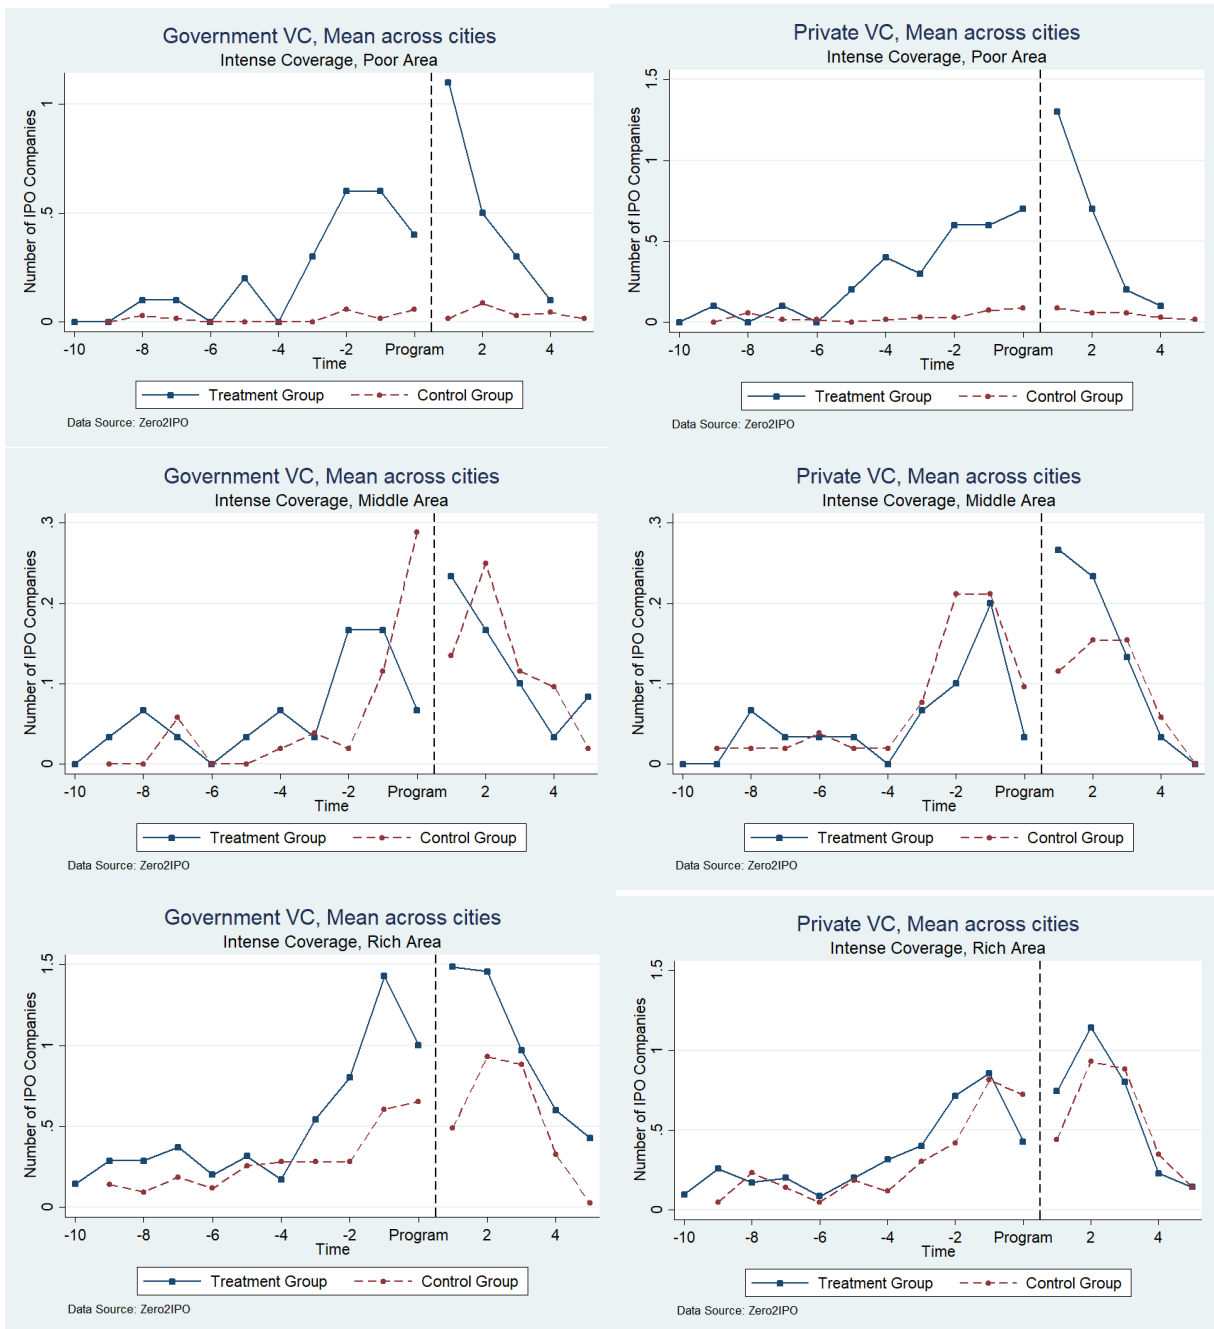 Government VC, Mean across cities
Intense Coverage, Poor Area
Number of IPO Companies
1
.5
0
-10 -8 -6 -4 -2 Program 2 4
Time
Treatment Group Control Group
Data Source: Zero2IPO
Private VC, Mean across cities
Intense Coverage, Poor Area
Number of IPO Companies
1.5
1
.5
0
-10 -8 -6 -4 -2 Program 2 4
Time
Treatment Group Control Group
Data Source: Zero2IPO
Government VC, Mean across cities
Intense Coverage, Middle Area
Number of IPO Companies
.3
.2
.1
0
-10 -8 -6 -4 -2 Program 2 4
Time
Treatment Group Control Group
Data Source: Zero2IPO
Private VC, Mean across cities
Intense Coverage, Middle Area
Number of IPO Companies
.3
.2
.1
0
-10 -8 -6 -4 -2 Program 2 4
Time
Treatment Group Control Group
Data Source: Zero2IPO
Government VC, Mean across cities
Intense Coverage, Rich Area
Number of IPO Companies
1.5
1
.5
0
-10 -8 -6 -4 -2 Program 2 4
Time
Treatment Group Control Group
Data Source: Zero2IPO
Private VC, Mean across cities
Intense Coverage, Rich Area
Number of IPO Companies
1.5
1
.5
0
-10 -8 -6 -4 -2 Program 2 4
Time
Treatment Group Control Group
Data Source: Zero2IPO